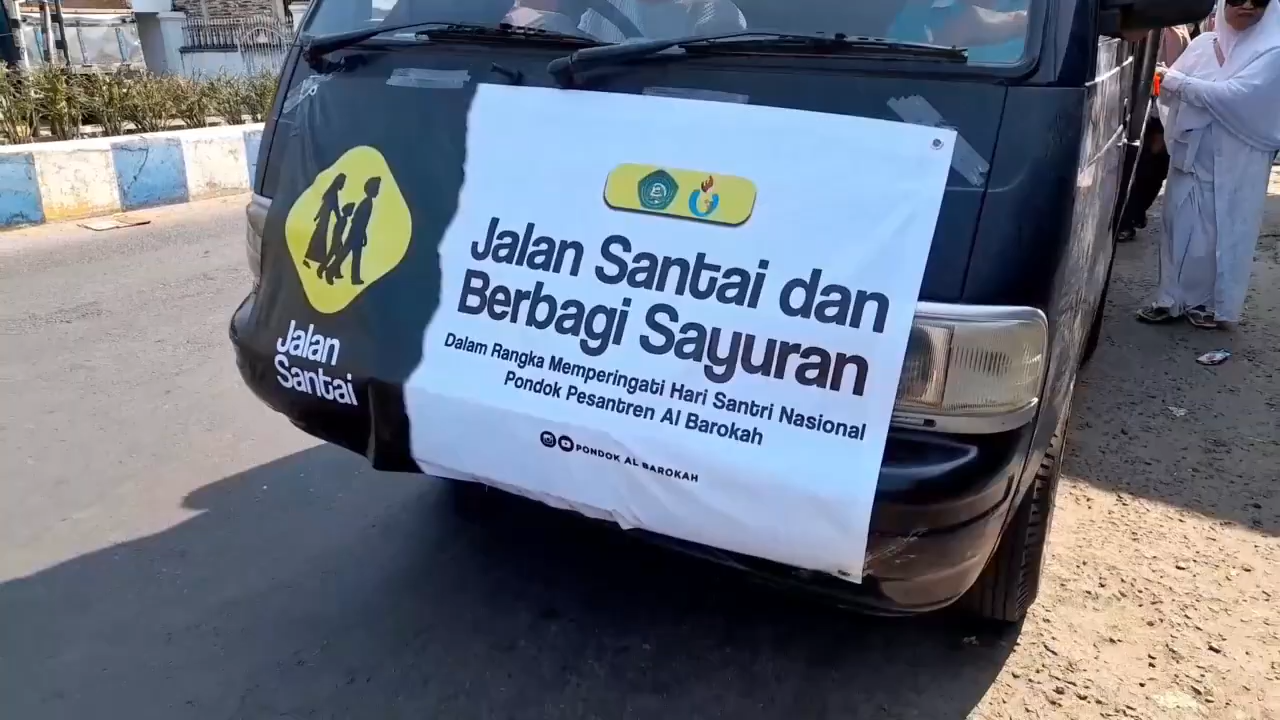 Jalan
Santai
Jalan Santai dan
Berbagi Sayuran
Dalam Rangka Memperingati Hari Santri Nasional
Pondok Pesantren Al Barokah
PONDOK AL BAROKAH